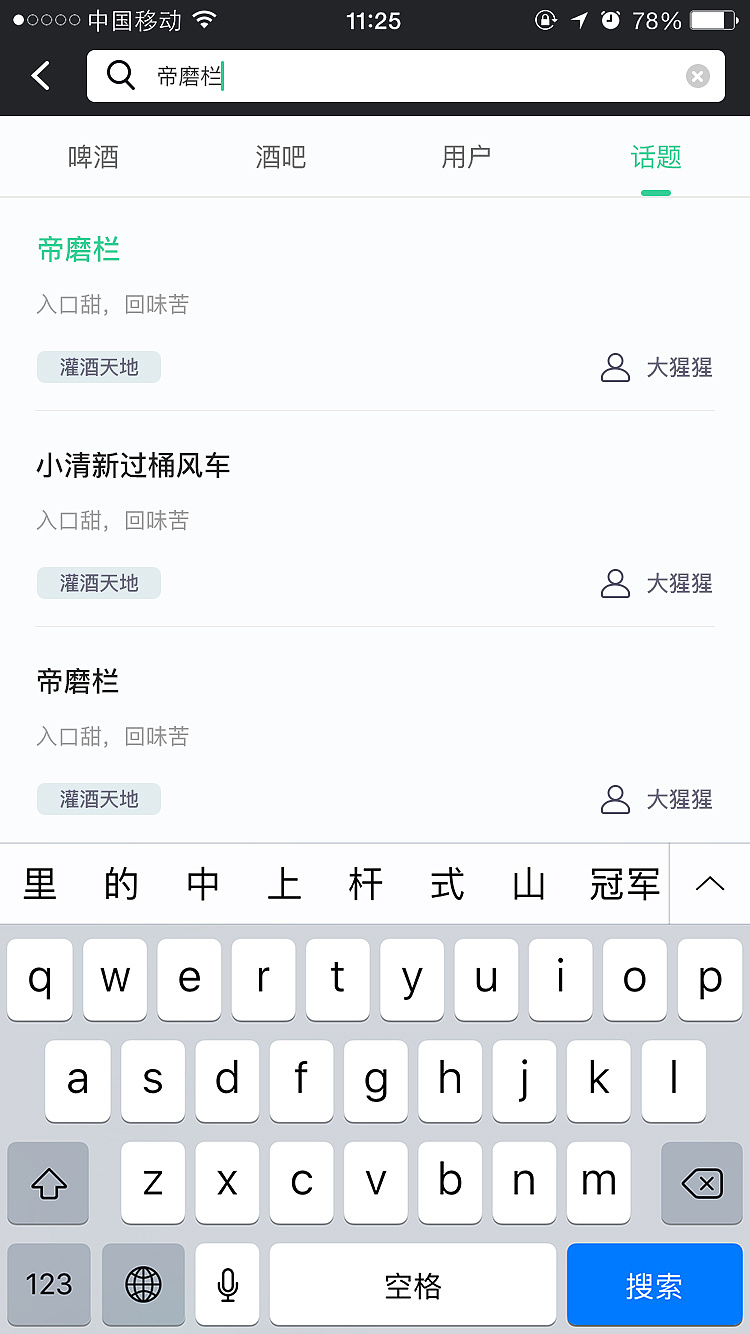 中国移动 11:25 78%
帝磨栏
啤酒 酒吧 用户 话题
帝磨栏
入口甜，回味苦
灌酒天地 大猩猩
小清新过桶风车
入口甜，回味苦
灌酒天地 大猩猩
帝磨栏
入口甜，回味苦
灌酒天地 大猩猩
里 的 中 上 杆 式 山 冠军
q w e r t y u i o p
a s d f g h j k l
z x c v b n m
123 空格 搜索